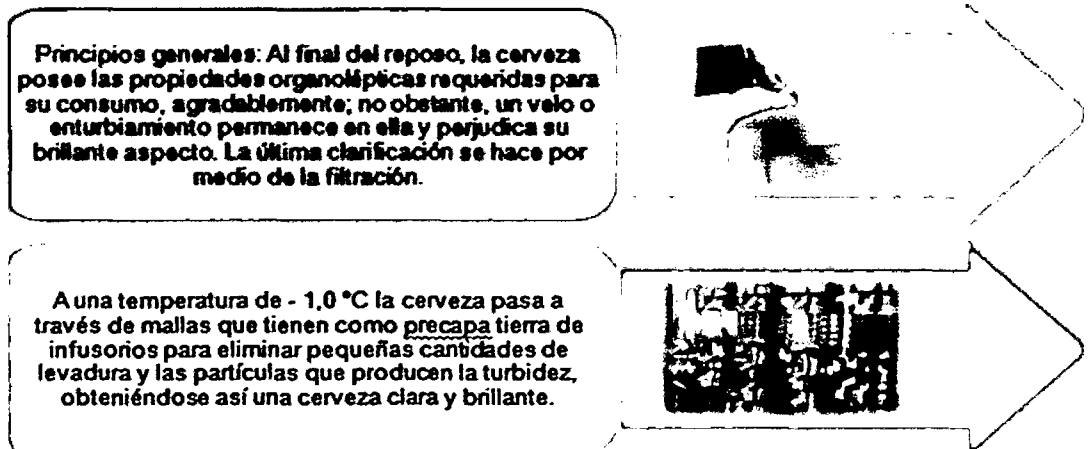 Principios generales: Al final del reposo, la cerveza
posee las propiedades organolépticas requeridas para
su consumo, agradablemente; no obstante, un velo o
enturbiamiento permanece en ella y perjudica su
brillante aspecto. La última clarificación se hace por
medio de la filtración.
A una temperatura de - 1,0 °C la cerveza pasa a
través de mallas que tienen como precapa tierra de
infusorios para eliminar pequeñas cantidades de
levadura y las partículas que producen la turbidez,
obteniéndose así una cerveza clara y brillante.